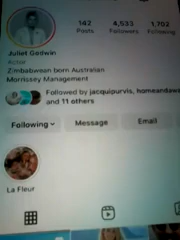 142 4,533 1,702
Posts Followers Following
Juliet Godwin
Actor
Zimbabwean born Australian
Morrissey Management
Followed by jacquipurvis, homeandawa
and 11 others
Following Message Email
La Fleur